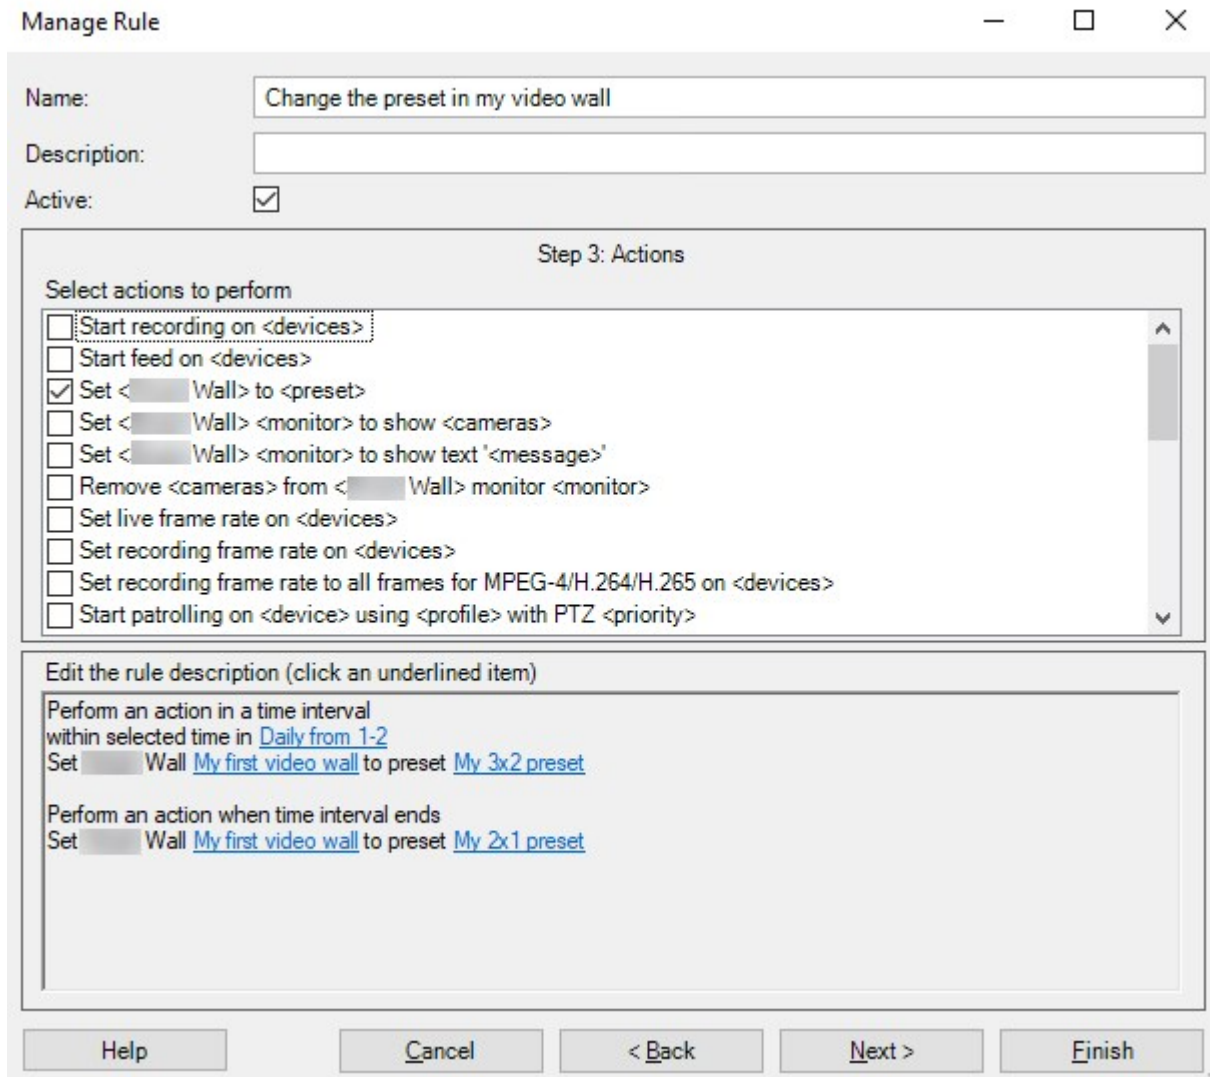 Manage Rule
Name: Change the preset in my video wall
Description:
Active:
Step 3: Actions
Select actions to perform
Start recording on <devices>
Start feed on <devices>
Set < Wall> to <preset>
Set < Wall> <monitor> to show <cameras>
Set < Wall> <monitor> to show text '<message>'
Remove <cameras> from < Wall> monitor <monitor>
Set live frame rate on <devices>
Set recording frame rate on <devices>
Set recording frame rate to all frames for MPEG-4/H.264/H.265 on <devices>
Start patrolling on <device> using <profile> with PTZ <priority>
Edit the rule description (click an underlined item)
Perform an action in a time interval
within selected time in Daily from 1-2
Set Wall My first video wall to preset My 3x2 preset
Perform an action when time interval ends
Set Wall My first video wall to preset My 2x1 preset
Help Cancel < Back Next > Finish